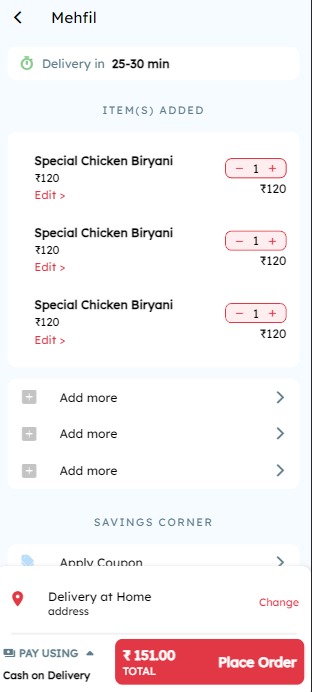 Mehfil
Delivery in 25-30 min
ITEM(S) ADDED
Special Chicken Biryani
₹120
Edit >
− 1 +
₹120
Special Chicken Biryani
₹120
Edit >
− 1 +
₹120
Special Chicken Biryani
₹120
Edit >
− 1 +
₹120
Add more
Add more
Add more
SAVINGS CORNER
Apply Coupon
Delivery at Home
address
Change
PAY USING
Cash on Delivery
₹ 151.00
TOTAL
Place Order